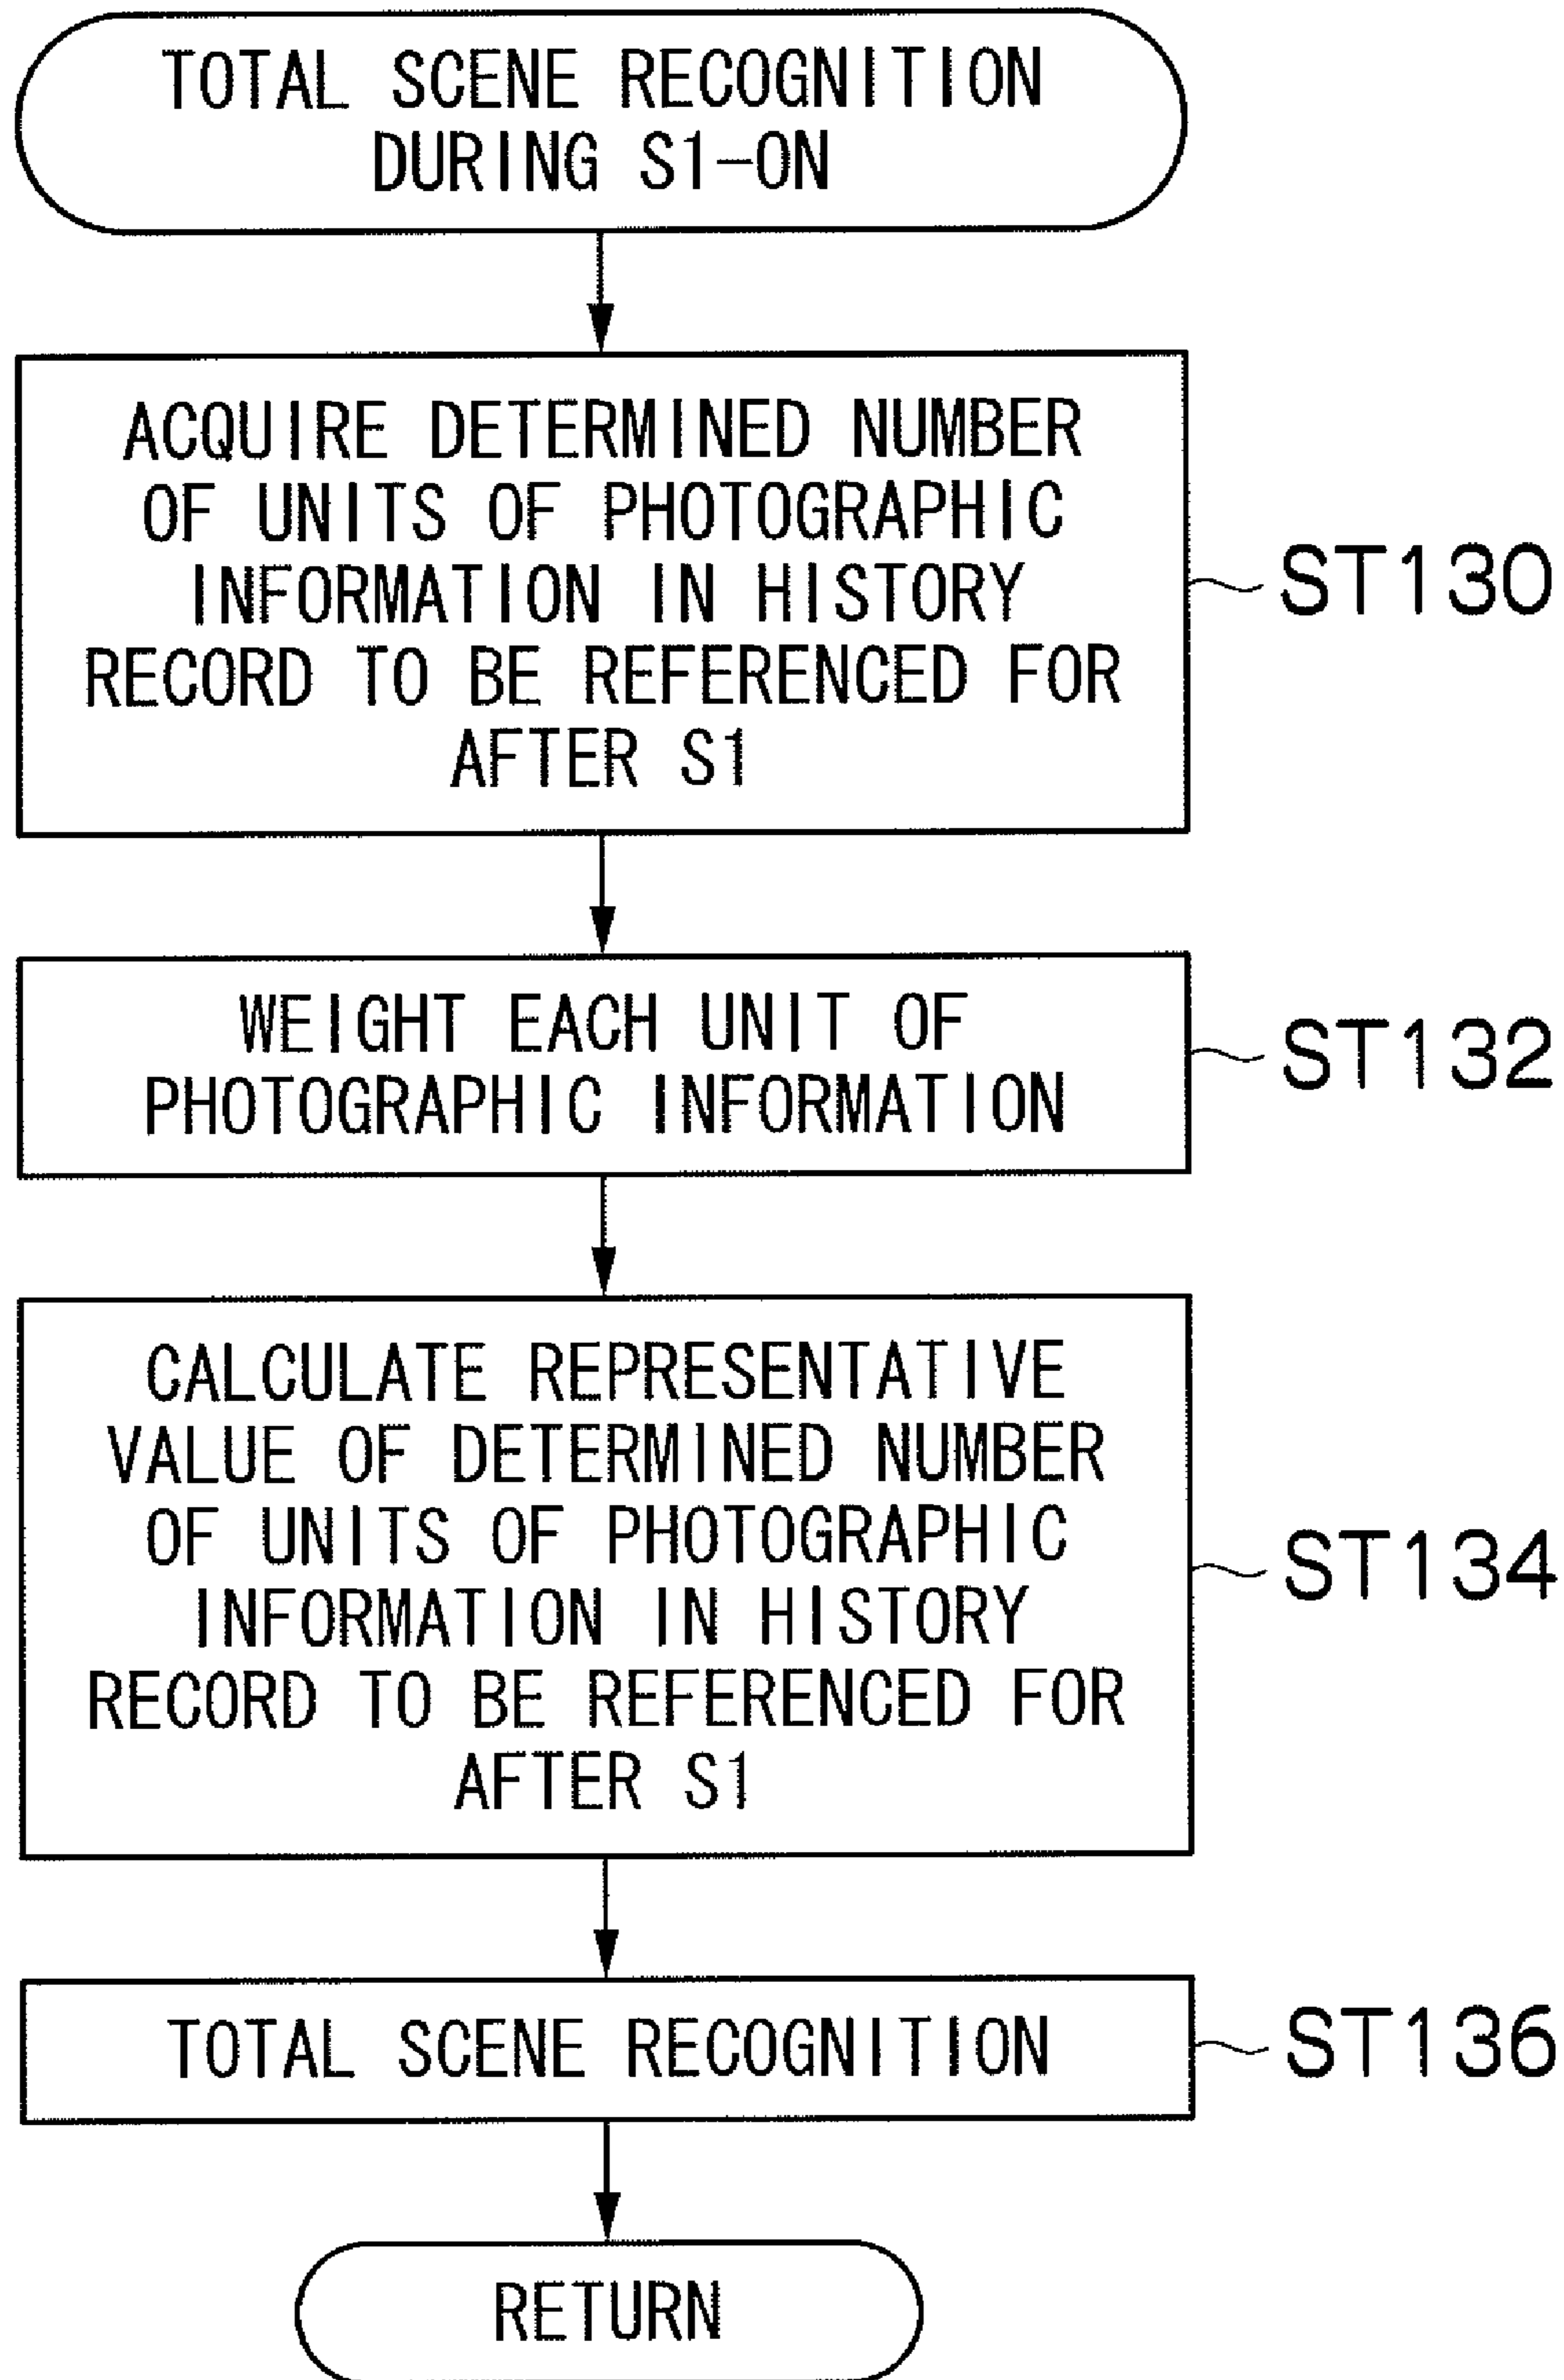 TOTAL SCENE RECOGNITION
DURING S1-ON
ACQUIRE DETERMINED NUMBER
OF UNITS OF PHOTOGRAPHIC
INFORMATION IN HISTORY
RECORD TO BE REFERENCED FOR
AFTER S1
ST130
WEIGHT EACH UNIT OF
PHOTOGRAPHIC INFORMATION
ST132
CALCULATE REPRESENTATIVE
VALUE OF DETERMINED NUMBER
OF UNITS OF PHOTOGRAPHIC
INFORMATION IN HISTORY
RECORD TO BE REFERENCED FOR
AFTER S1
ST134
TOTAL SCENE RECOGNITION
ST136
RETURN